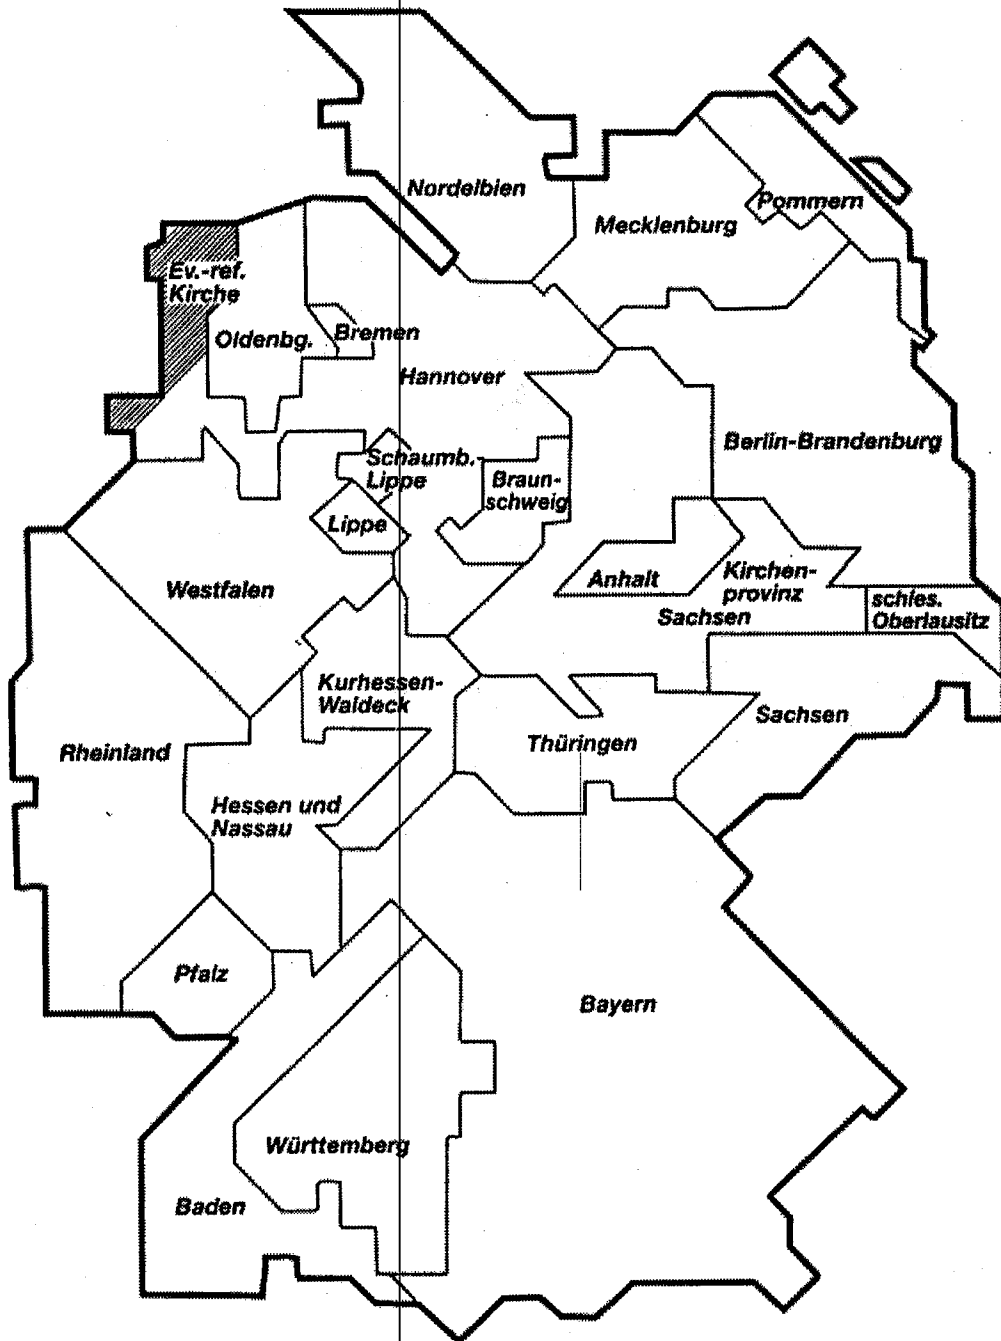 Nordelbien
Pommern
Mecklenburg
Ev.-ref.
Kirche
Oldenbg.
Bremen
Hannover
Berlin-Brandenburg
Schaumb.-
Lippe
Braun-
schweig
Lippe
Westfalen
Anhalt
Kirchen-
provinz
Sachsen
schles.
Oberlausitz
Kurhessen-
Waldeck
Sachsen
Rheinland
Thüringen
Hessen und
Nassau
Pfalz
Bayern
Württemberg
Baden